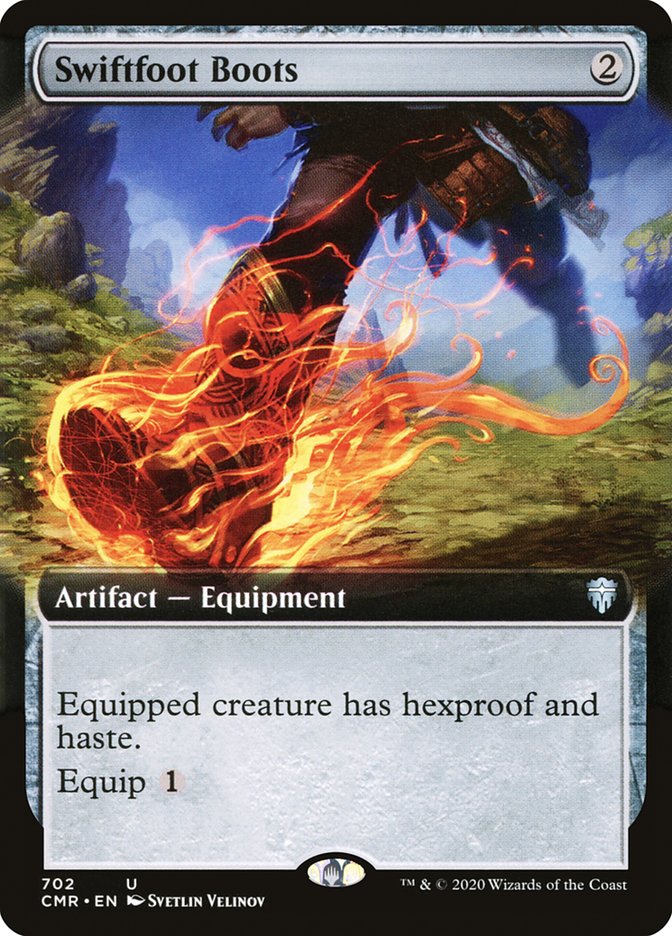 Swiftfoot Boots 2
Artifact — Equipment
Equipped creature has hexproof and
haste.
Equip 1
702 U
CMR • EN Svetlin Velinov
™ & © 2020 Wizards of the Coast